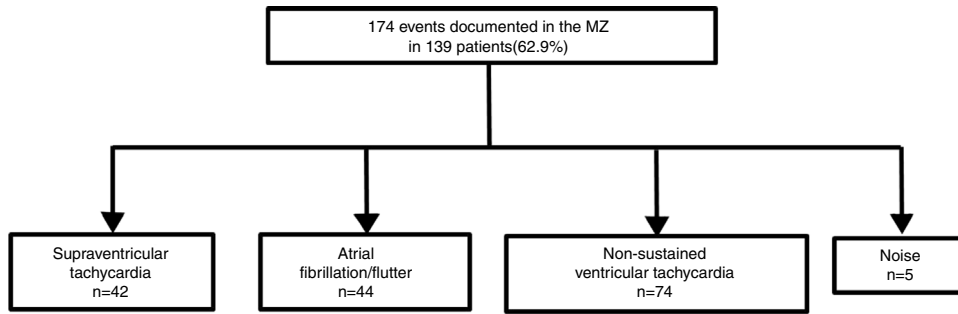 174 events documented in the MZ
in 139 patients(62.9%)
Supraventricular
tachycardia
n=42
Atrial
fibrillation/flutter
n=44
Non-sustained
ventricular tachycardia
n=74
Noise
n=5